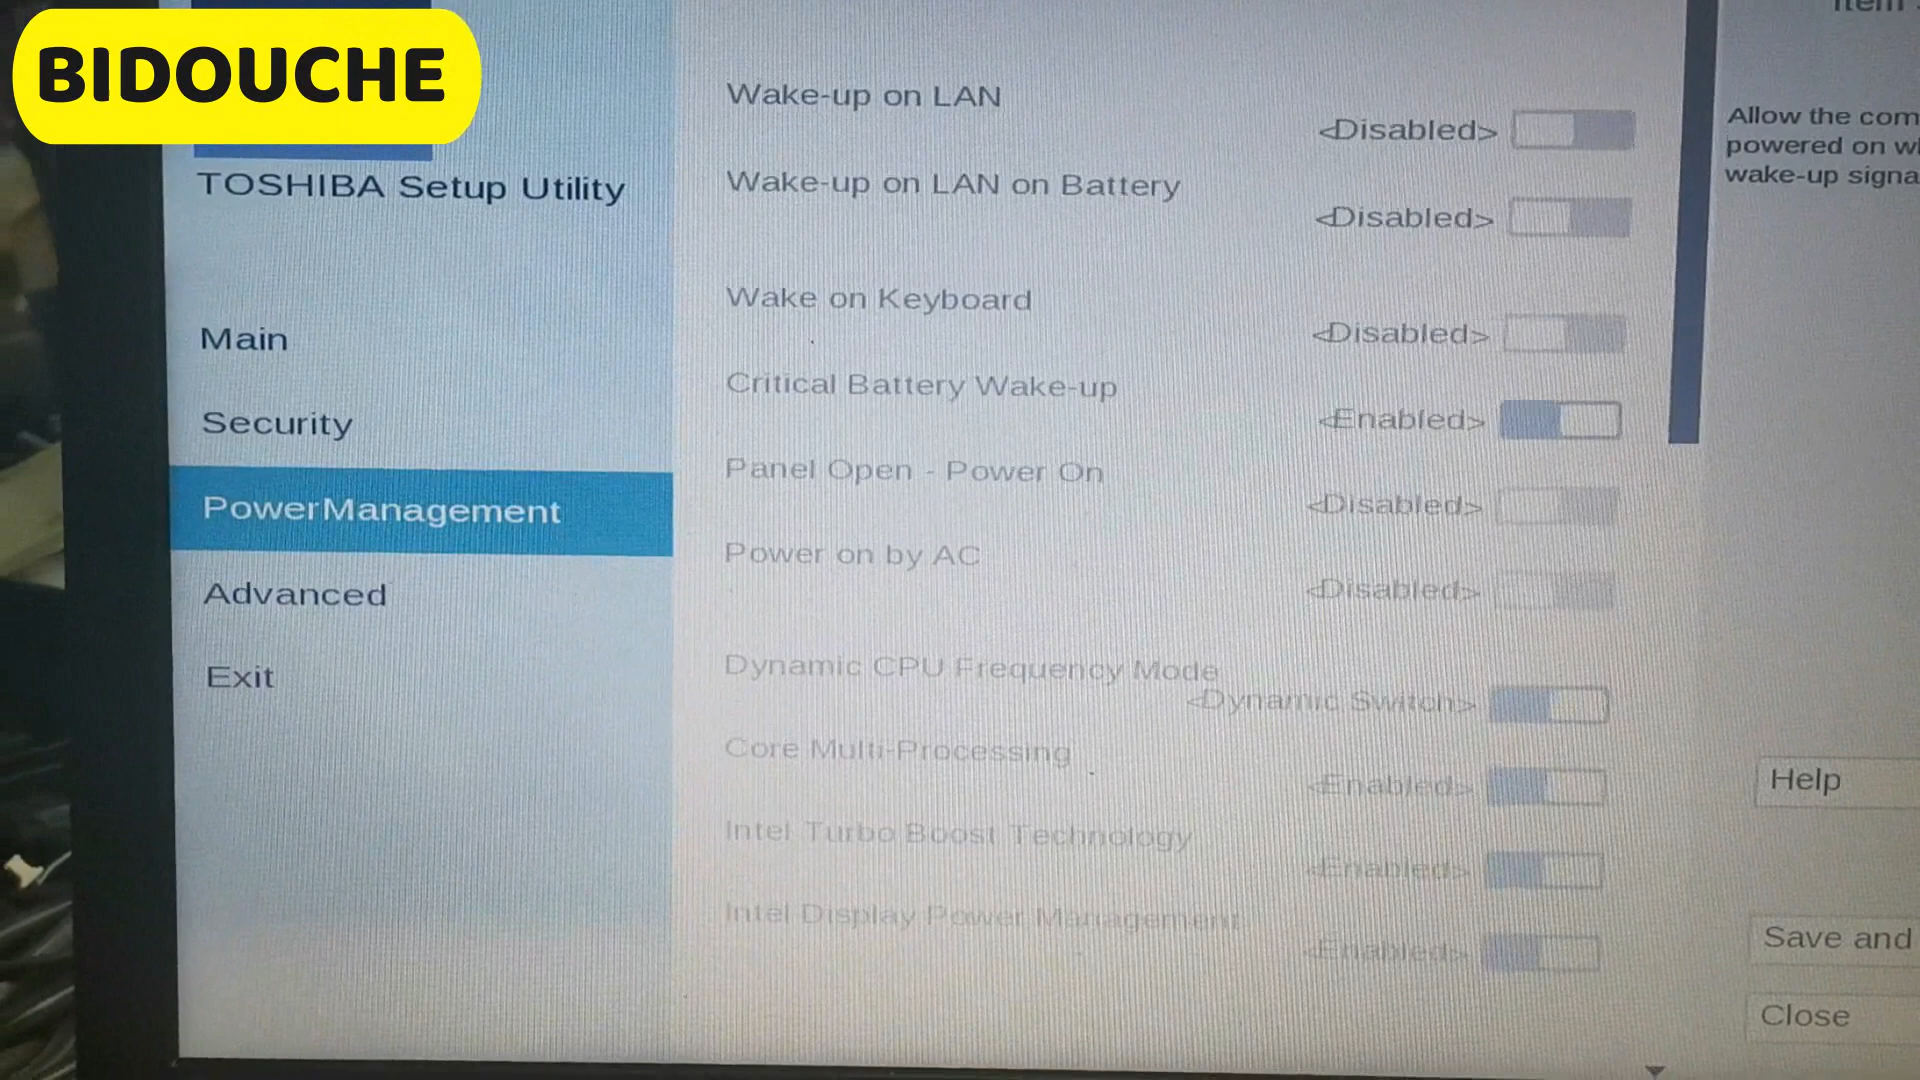 BIDOUCHE
TOSHIBA Setup Utility
Main
Security
PowerManagement
Advanced
Exit
Wake-up on LAN
<Disabled>
Wake-up on LAN on Battery
<Disabled>
Wake on Keyboard
<Disabled>
Critical Battery Wake-up
<Enabled>
Panel Open - Power On
<Disabled>
Power on by AC
<Disabled>
Dynamic CPU Frequency Mode
<Dynamic Switch>
Core Multi-Processing
<Enabled>
Intel Turbo Boost Technology
<Enabled>
Intel Display Power Management
<Enabled>
Item
Allow the com
powered on w
wake-up signa
Help
Save and
Close